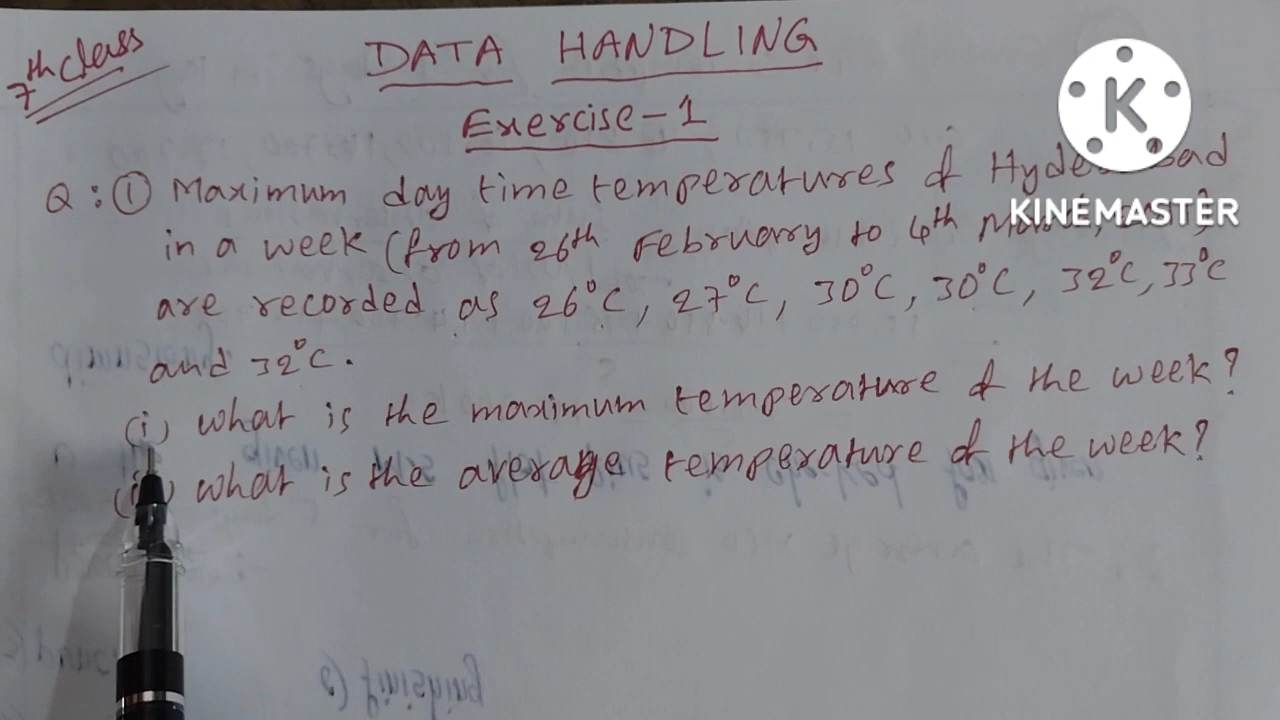 7th class
DATA HANDLING
Exercise-1
Q:① Maximum day time temperatures of
in a week (from 26th February to 4th
are recorded as 26°C, 27°C, 30°C, 30°C, 32°C, 33°C
and 32°C.
(i) What is the maximum temperature of the week?
What is the average temperature of the week?
K
KINEMASTER